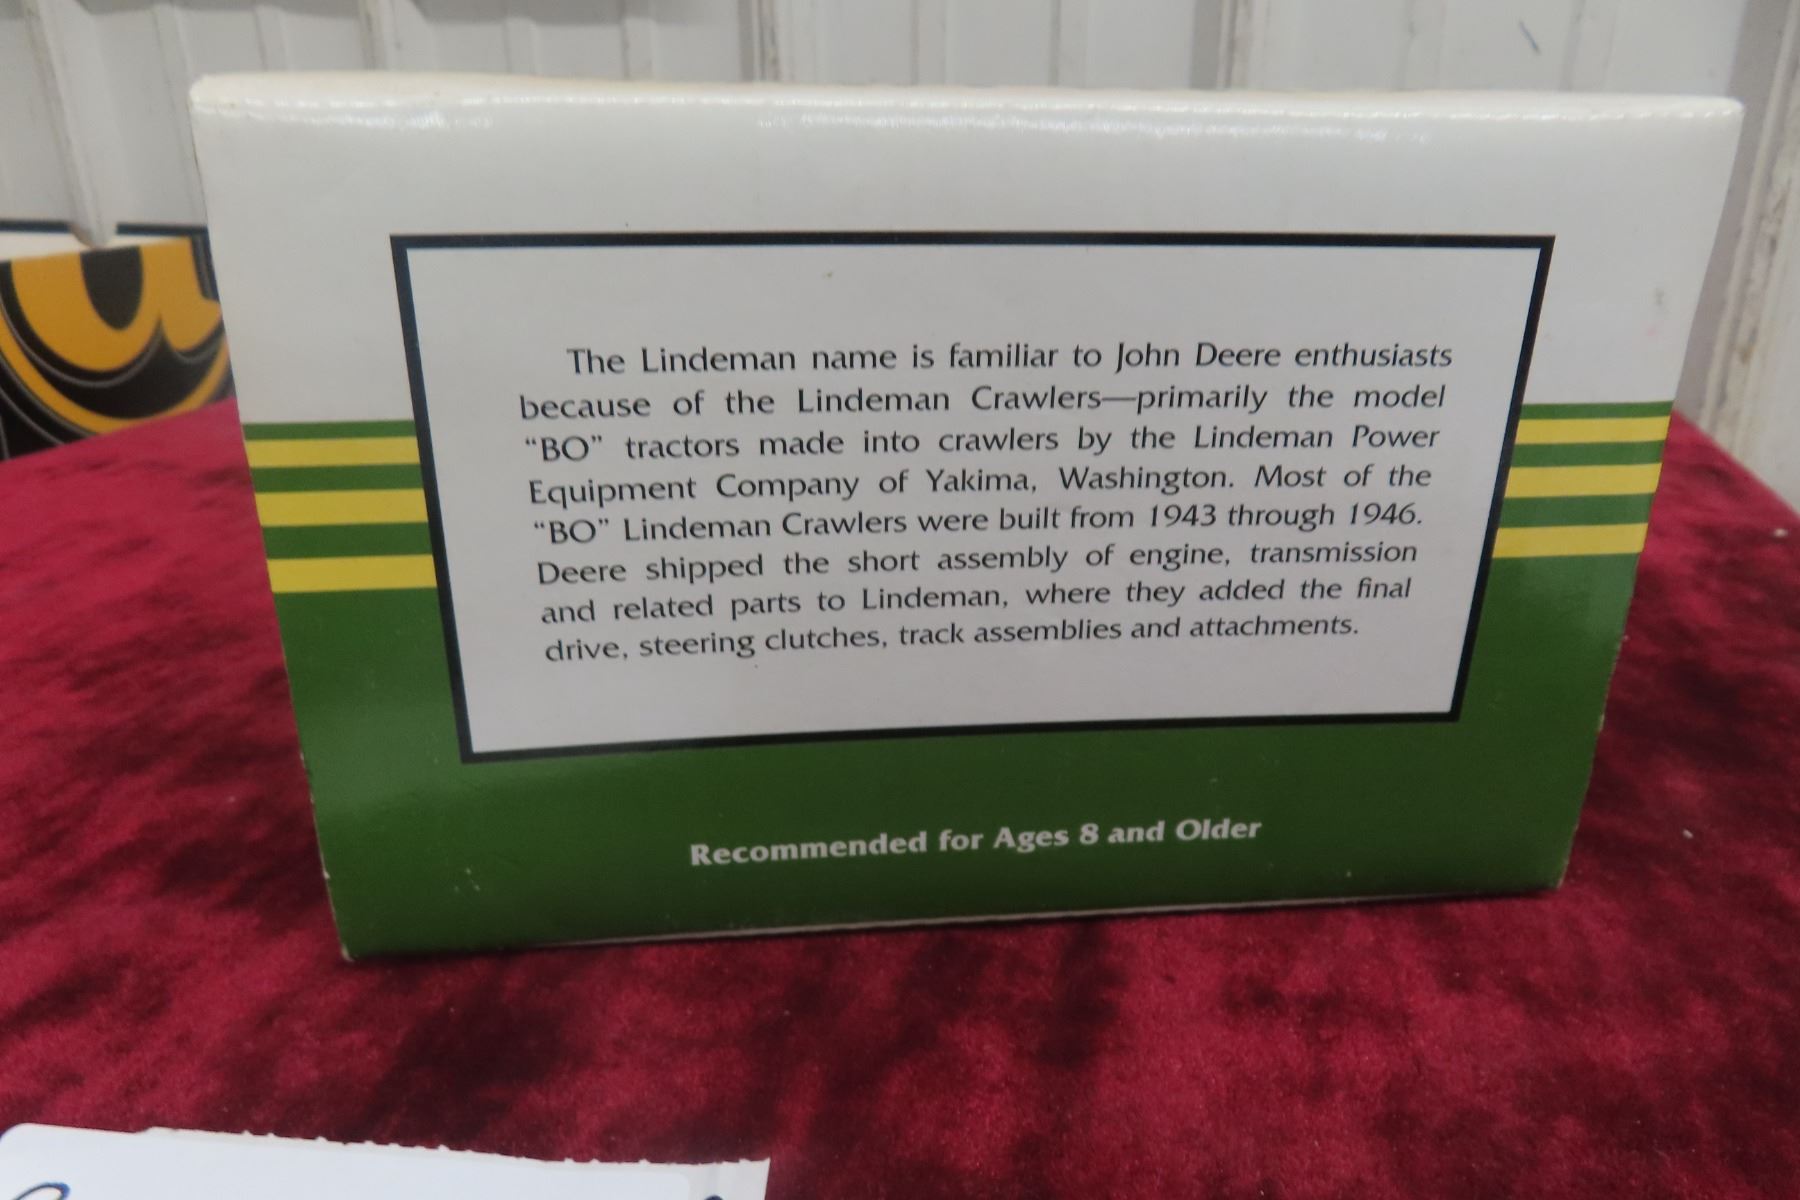 The Lindeman name is familiar to John Deere enthusiasts
because of the Lindeman Crawlers—primarily the model
“BO” tractors made into crawlers by the Lindeman Power
Equipment Company of Yakima, Washington. Most of the
“BO” Lindeman Crawlers were built from 1943 through 1946.
Deere shipped the short assembly of engine, transmission
and related parts to Lindeman, where they added the final
drive, steering clutches, track assemblies and attachments.
Recommended for Ages 8 and Older